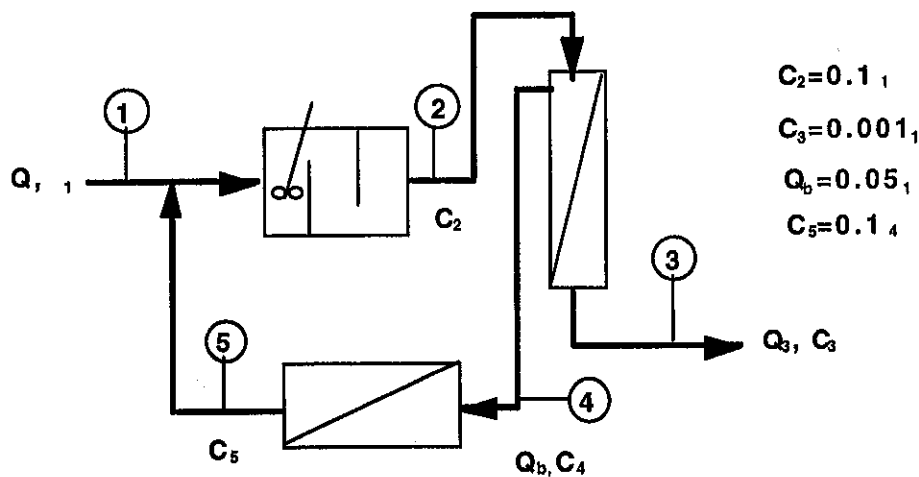 1
2
C₂=0.1 ₁
C₃=0.001₁
Q_b=0.05₁
C₅=0.1 ₄
Q, ₁
C₂
3
Q₃, C₃
5
4
C₅
Q_b, C₄